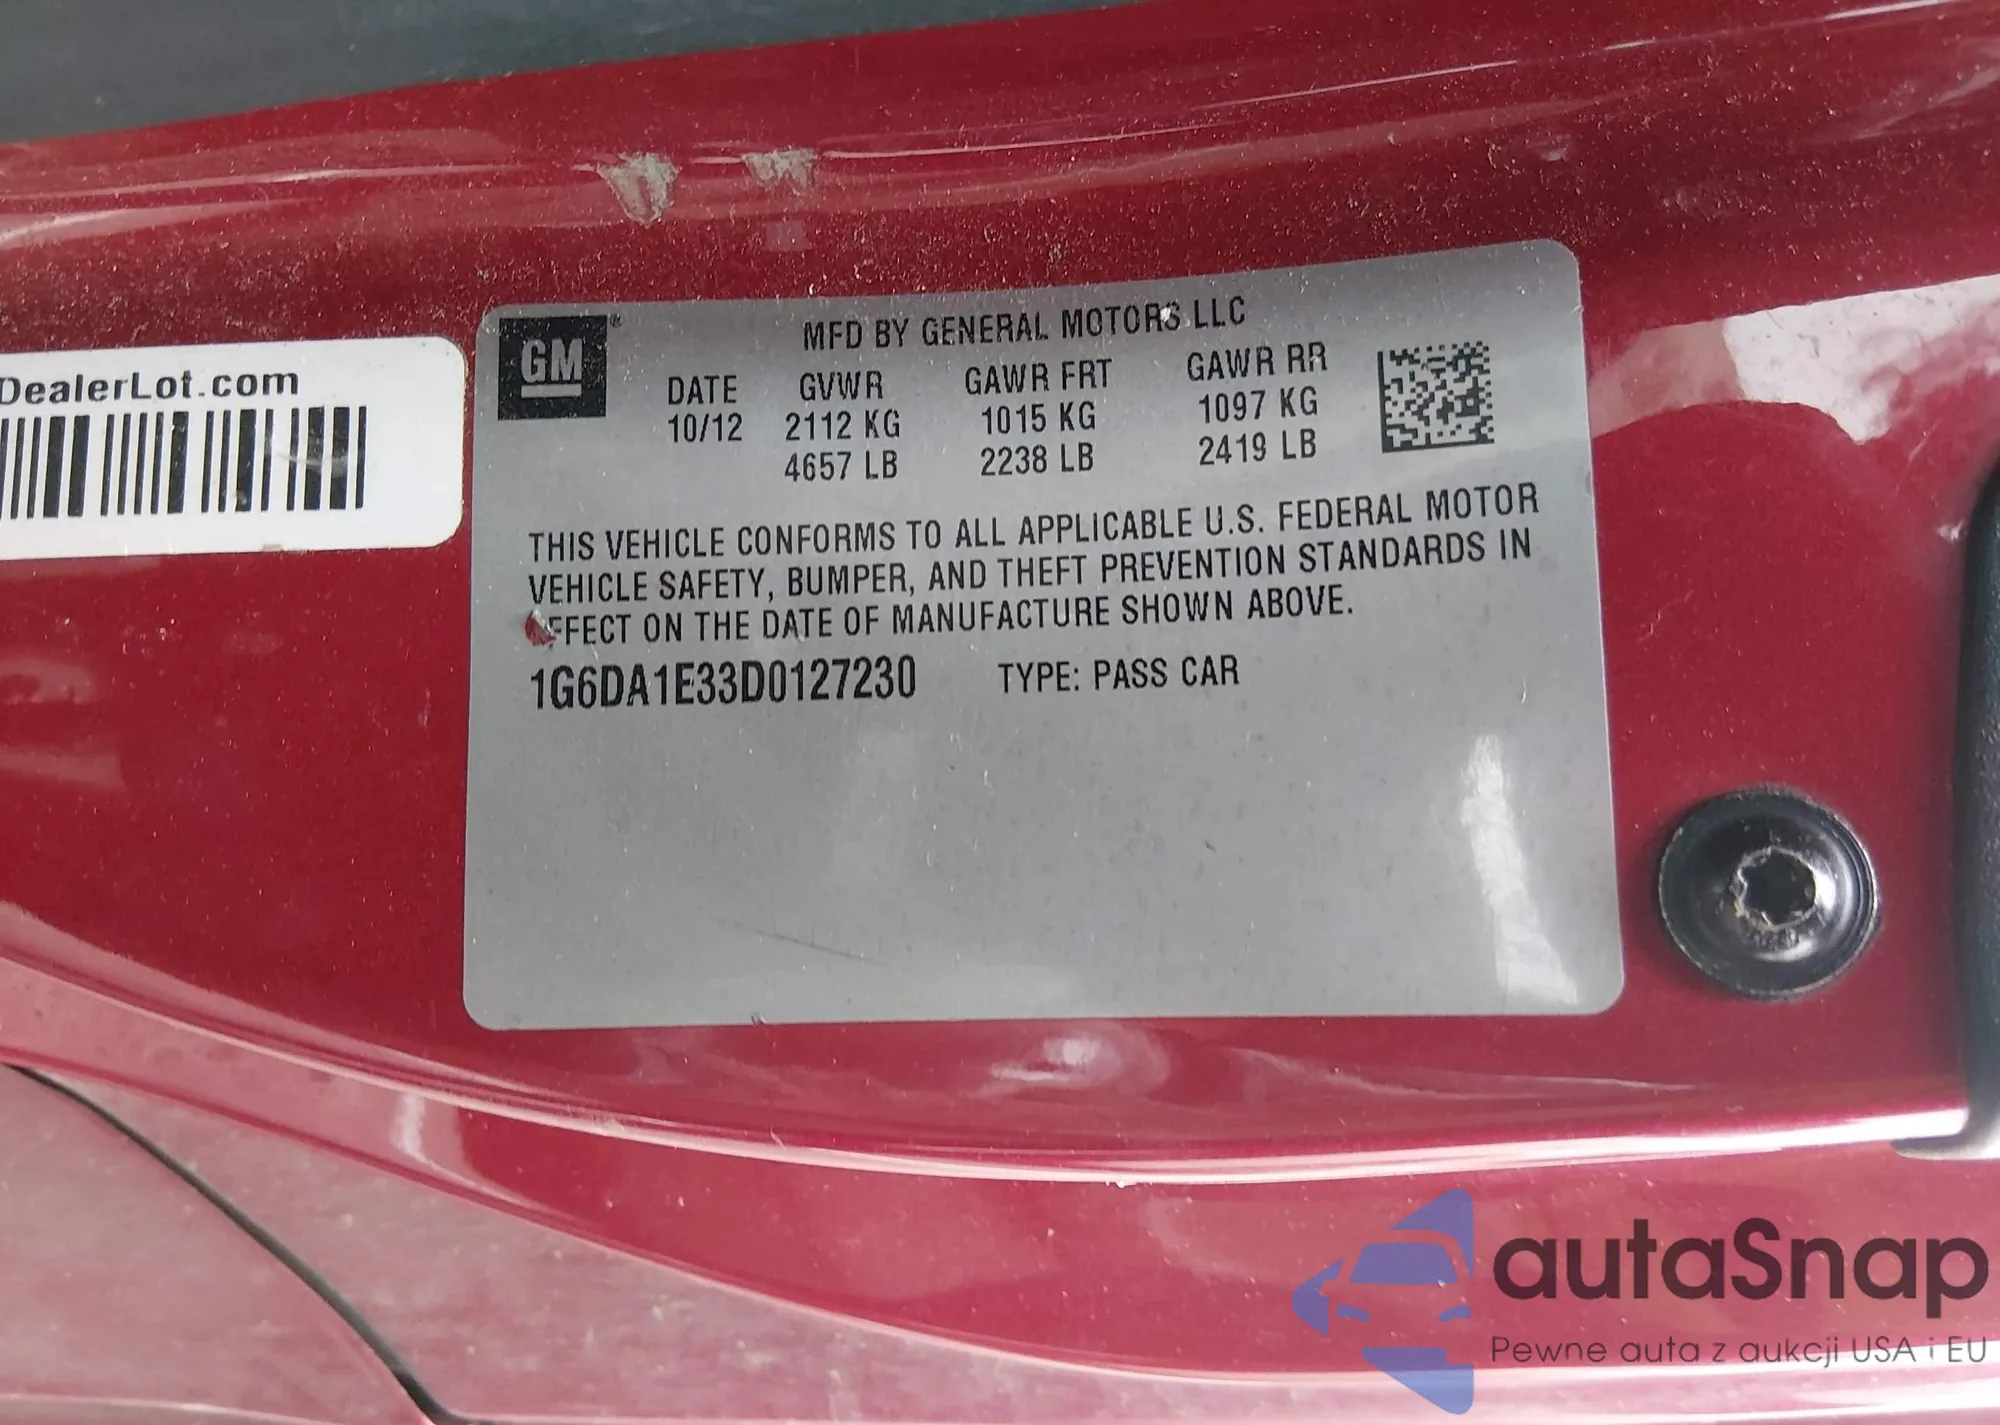 DealerLot.com
GM
MFD BY GENERAL MOTORS LLC
DATE GVWR GAWR FRT GAWR RR
10/12 2112 KG 1015 KG 1097 KG
4657 LB 2238 LB 2419 LB
THIS VEHICLE CONFORMS TO ALL APPLICABLE U.S. FEDERAL MOTOR
VEHICLE SAFETY, BUMPER, AND THEFT PREVENTION STANDARDS IN
EFFECT ON THE DATE OF MANUFACTURE SHOWN ABOVE.
1G6DA1E33D0127230 TYPE: PASS CAR
autaSnap
Pewne auta z aukcji USA i EU